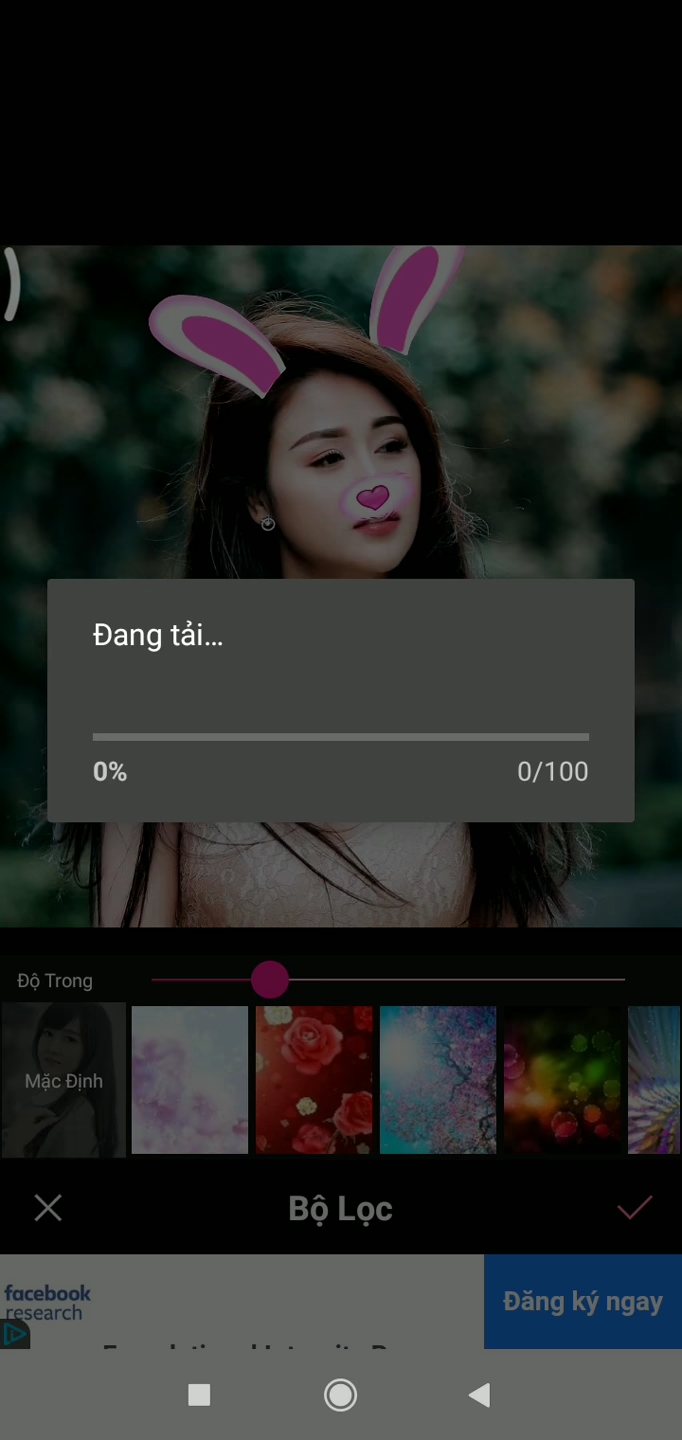 Đang tải...
0% 0/100
Độ Trong
Mặc Định
Bộ Lọc
facebook
research
Đăng ký ngay